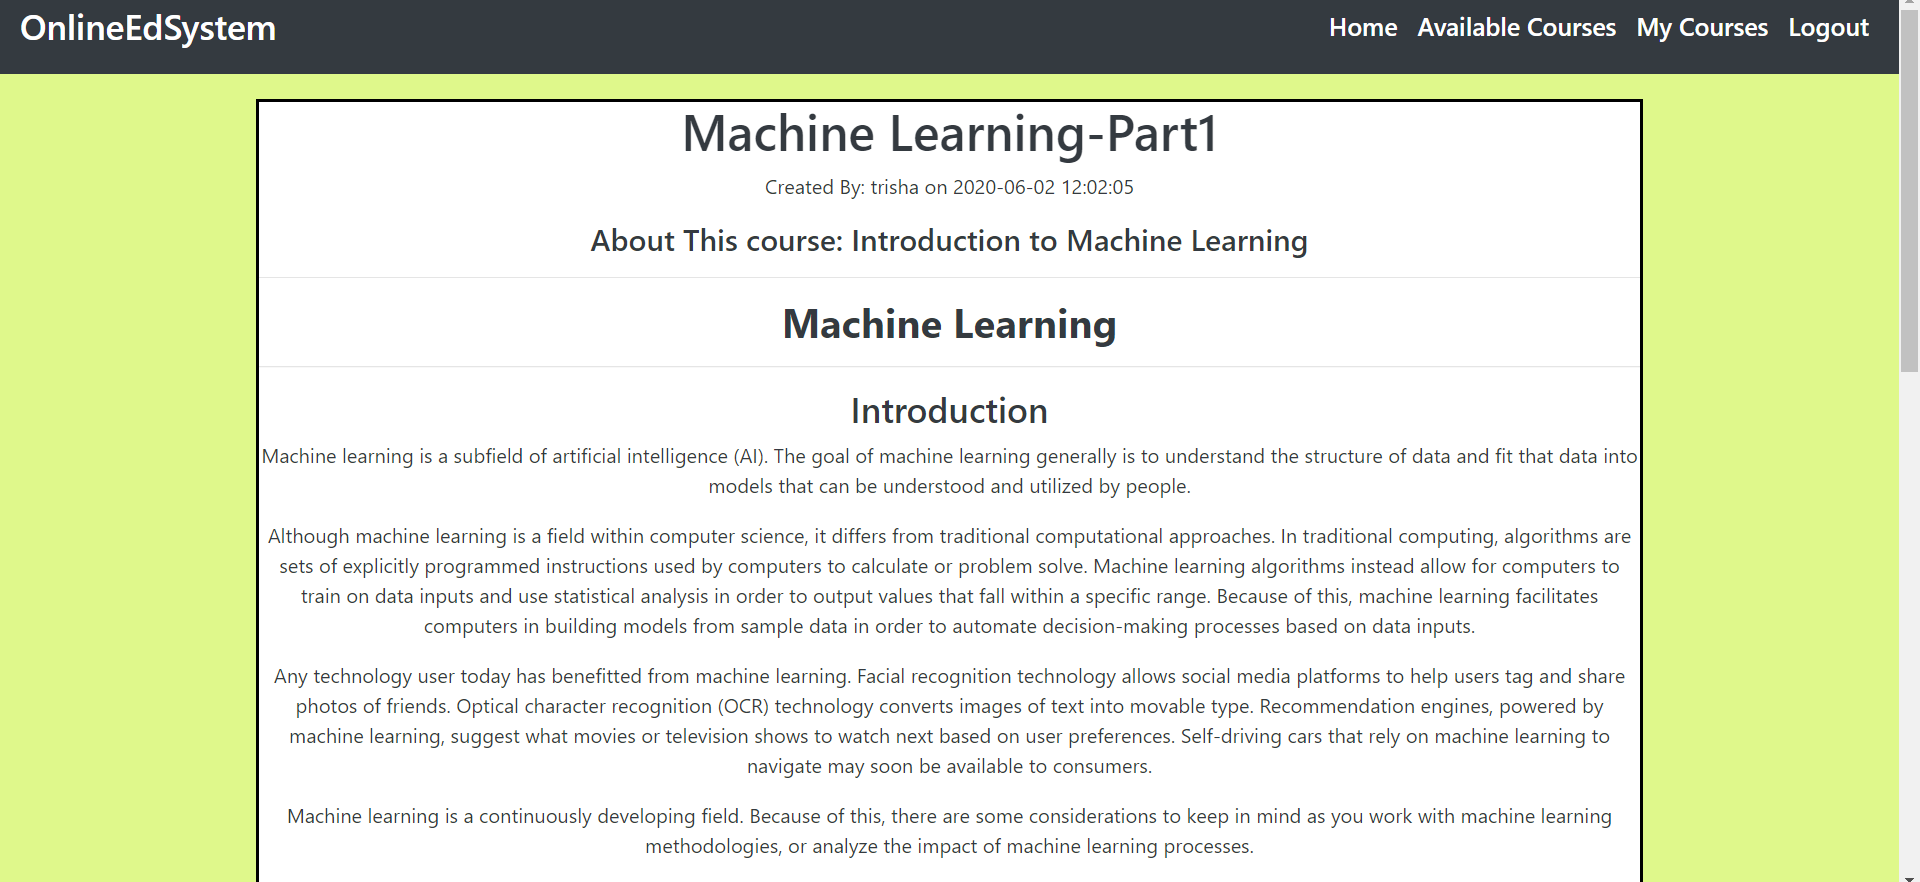 OnlineEdSystem
Home Available Courses My Courses Logout
Machine Learning-Part1
Created By: trisha on 2020-06-02 12:02:05
About This course: Introduction to Machine Learning
Machine Learning
Introduction
Machine learning is a subfield of artificial intelligence (AI). The goal of machine learning generally is to understand the structure of data and fit that data into
models that can be understood and utilized by people.
Although machine learning is a field within computer science, it differs from traditional computational approaches. In traditional computing, algorithms are
sets of explicitly programmed instructions used by computers to calculate or problem solve. Machine learning algorithms instead allow for computers to
train on data inputs and use statistical analysis in order to output values that fall within a specific range. Because of this, machine learning facilitates
computers in building models from sample data in order to automate decision-making processes based on data inputs.
Any technology user today has benefitted from machine learning. Facial recognition technology allows social media platforms to help users tag and share
photos of friends. Optical character recognition (OCR) technology converts images of text into movable type. Recommendation engines, powered by
machine learning, suggest what movies or television shows to watch next based on user preferences. Self-driving cars that rely on machine learning to
navigate may soon be available to consumers.
Machine learning is a continuously developing field. Because of this, there are some considerations to keep in mind as you work with machine learning
methodologies, or analyze the impact of machine learning processes.